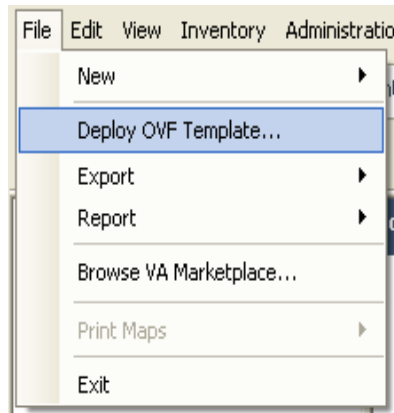 File Edit View Inventory Administratio
New
Deploy OVF Template...
Export
Report
Browse VA Marketplace...
Print Maps
Exit